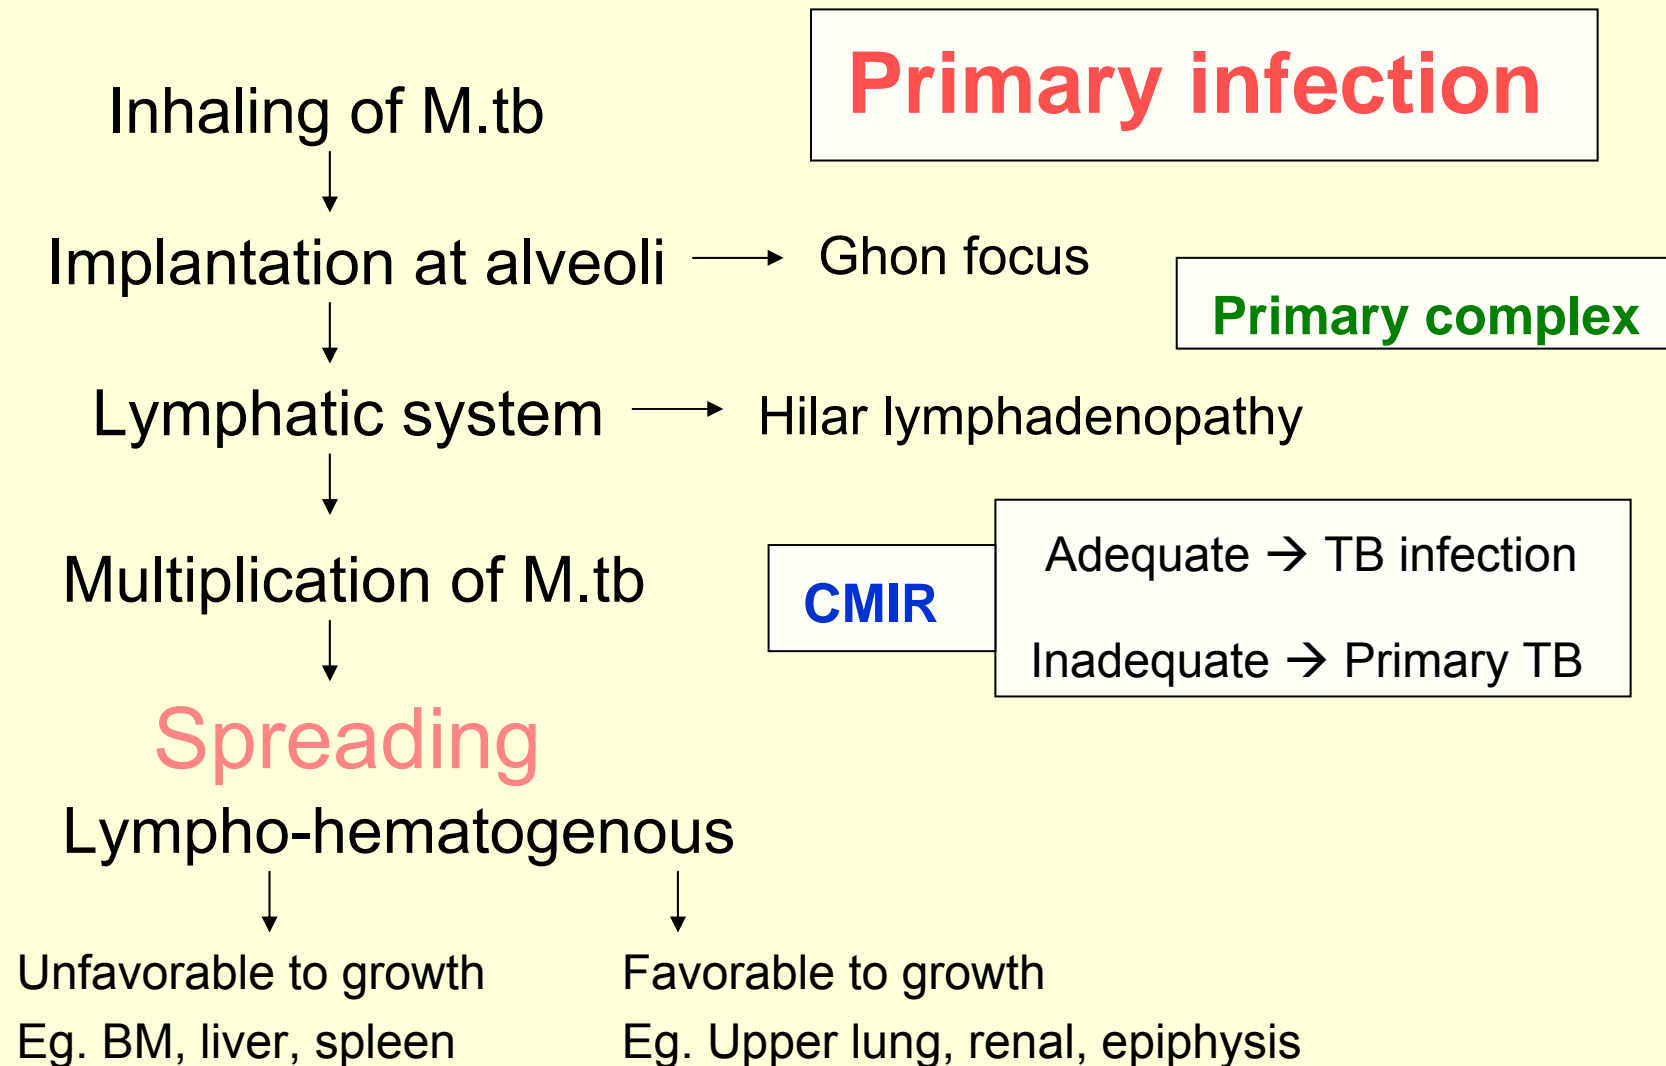 Primary infection
Inhaling of M.tb
Implantation at alveoli
Ghon focus
Primary complex
Lymphatic system
Hilar lymphadenopathy
Multiplication of M.tb
CMIR
Adequate → TB infection
Inadequate → Primary TB
Spreading
Lympho-hematogenous
Unfavorable to growth
Eg. BM, liver, spleen
Favorable to growth
Eg. Upper lung, renal, epiphysis